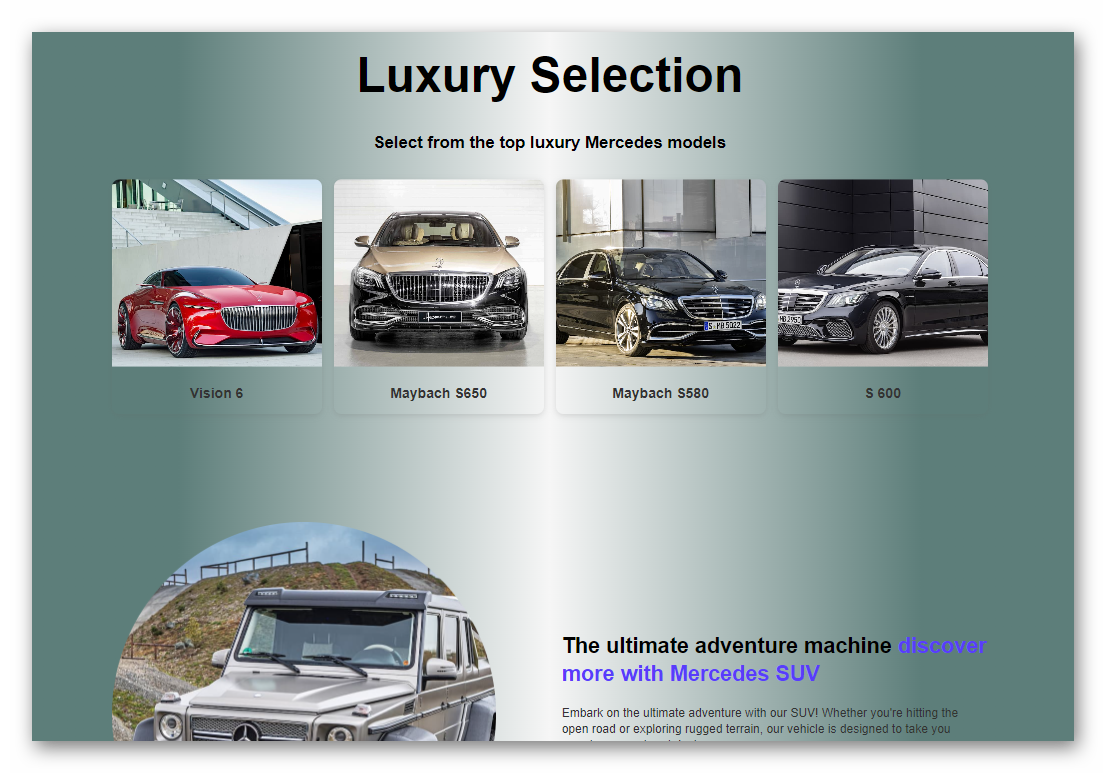 Luxury Selection
Select from the top luxury Mercedes models
S MB 5022
Vision 6
Maybach S650
Maybach S580
S 600
The ultimate adventure machine discover
more with Mercedes SUV
Embark on the ultimate adventure with our SUV! Whether you're hitting the
open road or exploring rugged terrain, our vehicle is designed to take you